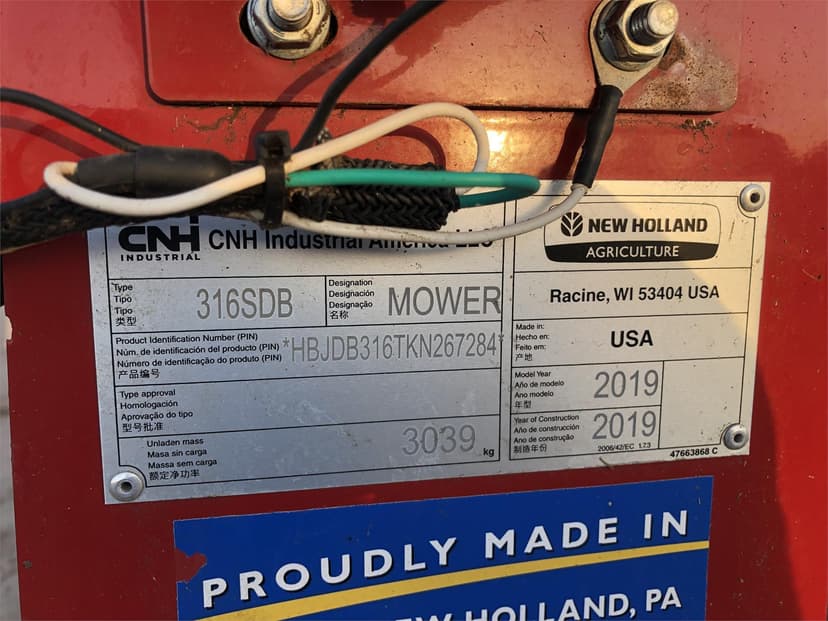 CNH
INDUSTRIAL
CNH Industrial America LLC
NEW HOLLAND
AGRICULTURE
Type
Tipo
Tipo
类型
316SDB
Designation
Designación
Designação
名称
MOWER
Racine, WI 53404 USA
Product Identification Number (PIN)
Núm. de identificación del producto (PIN)
Número de identificação do produto (PIN)
产品编号
*HBJDB316TKN267284*
Made in:
Hecho en:
Feito em:
产地
USA
Type approval
Homologación
Aprovação do tipo
型号批准
Model Year
Año de modelo
Ano modelo
年型
2019
Unladen mass
Masa sin carga
Massa sem carga
额定净功率
3039 kg
Year of Construction
Año de construcción
Ano de construção
制造年份
2019
2006/42/EC 1.7.3
47663868 C
PROUDLY MADE IN
NEW HOLLAND, PA